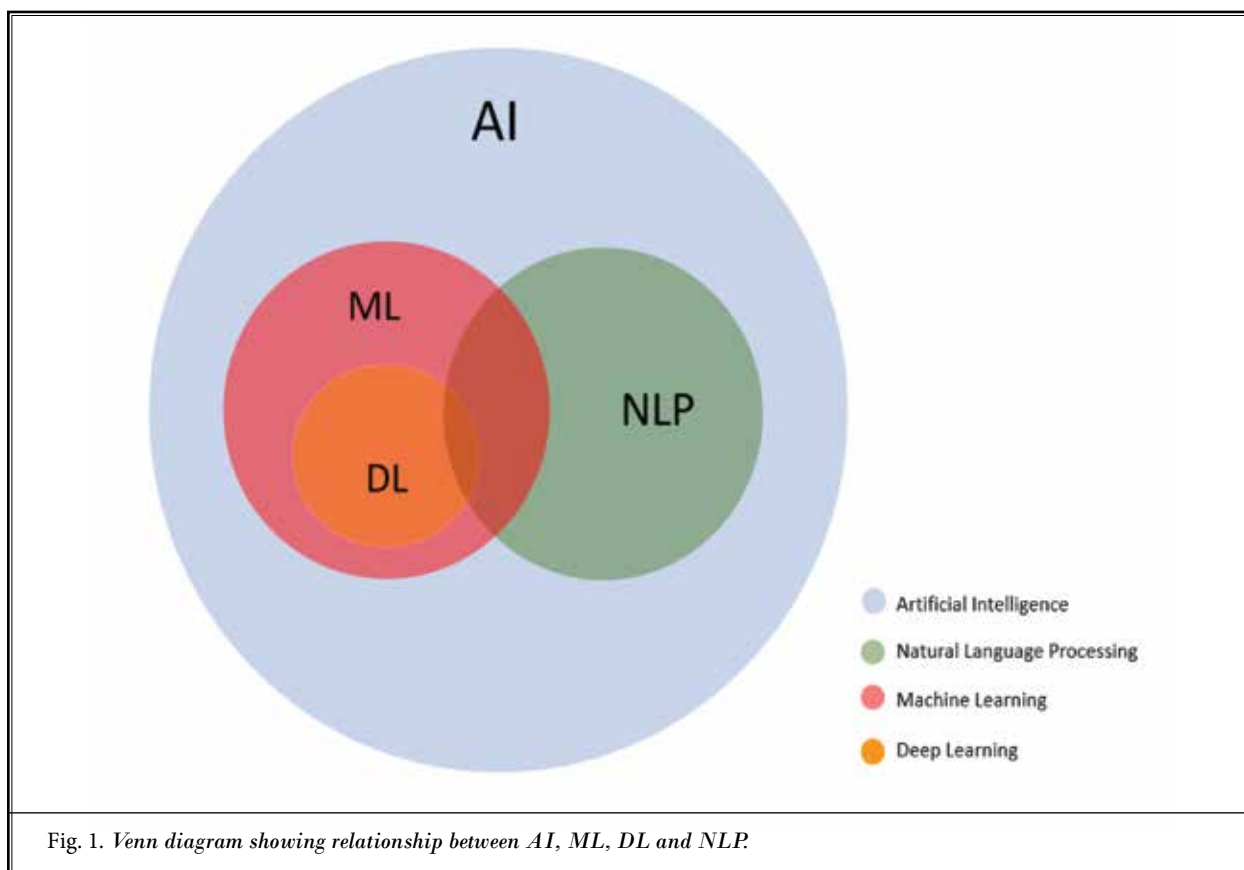 AI
ML
NLP
DL
Artificial Intelligence
Natural Language Processing
Machine Learning
Deep Learning
Fig. 1. Venn diagram showing relationship between AI, ML, DL and NLP.